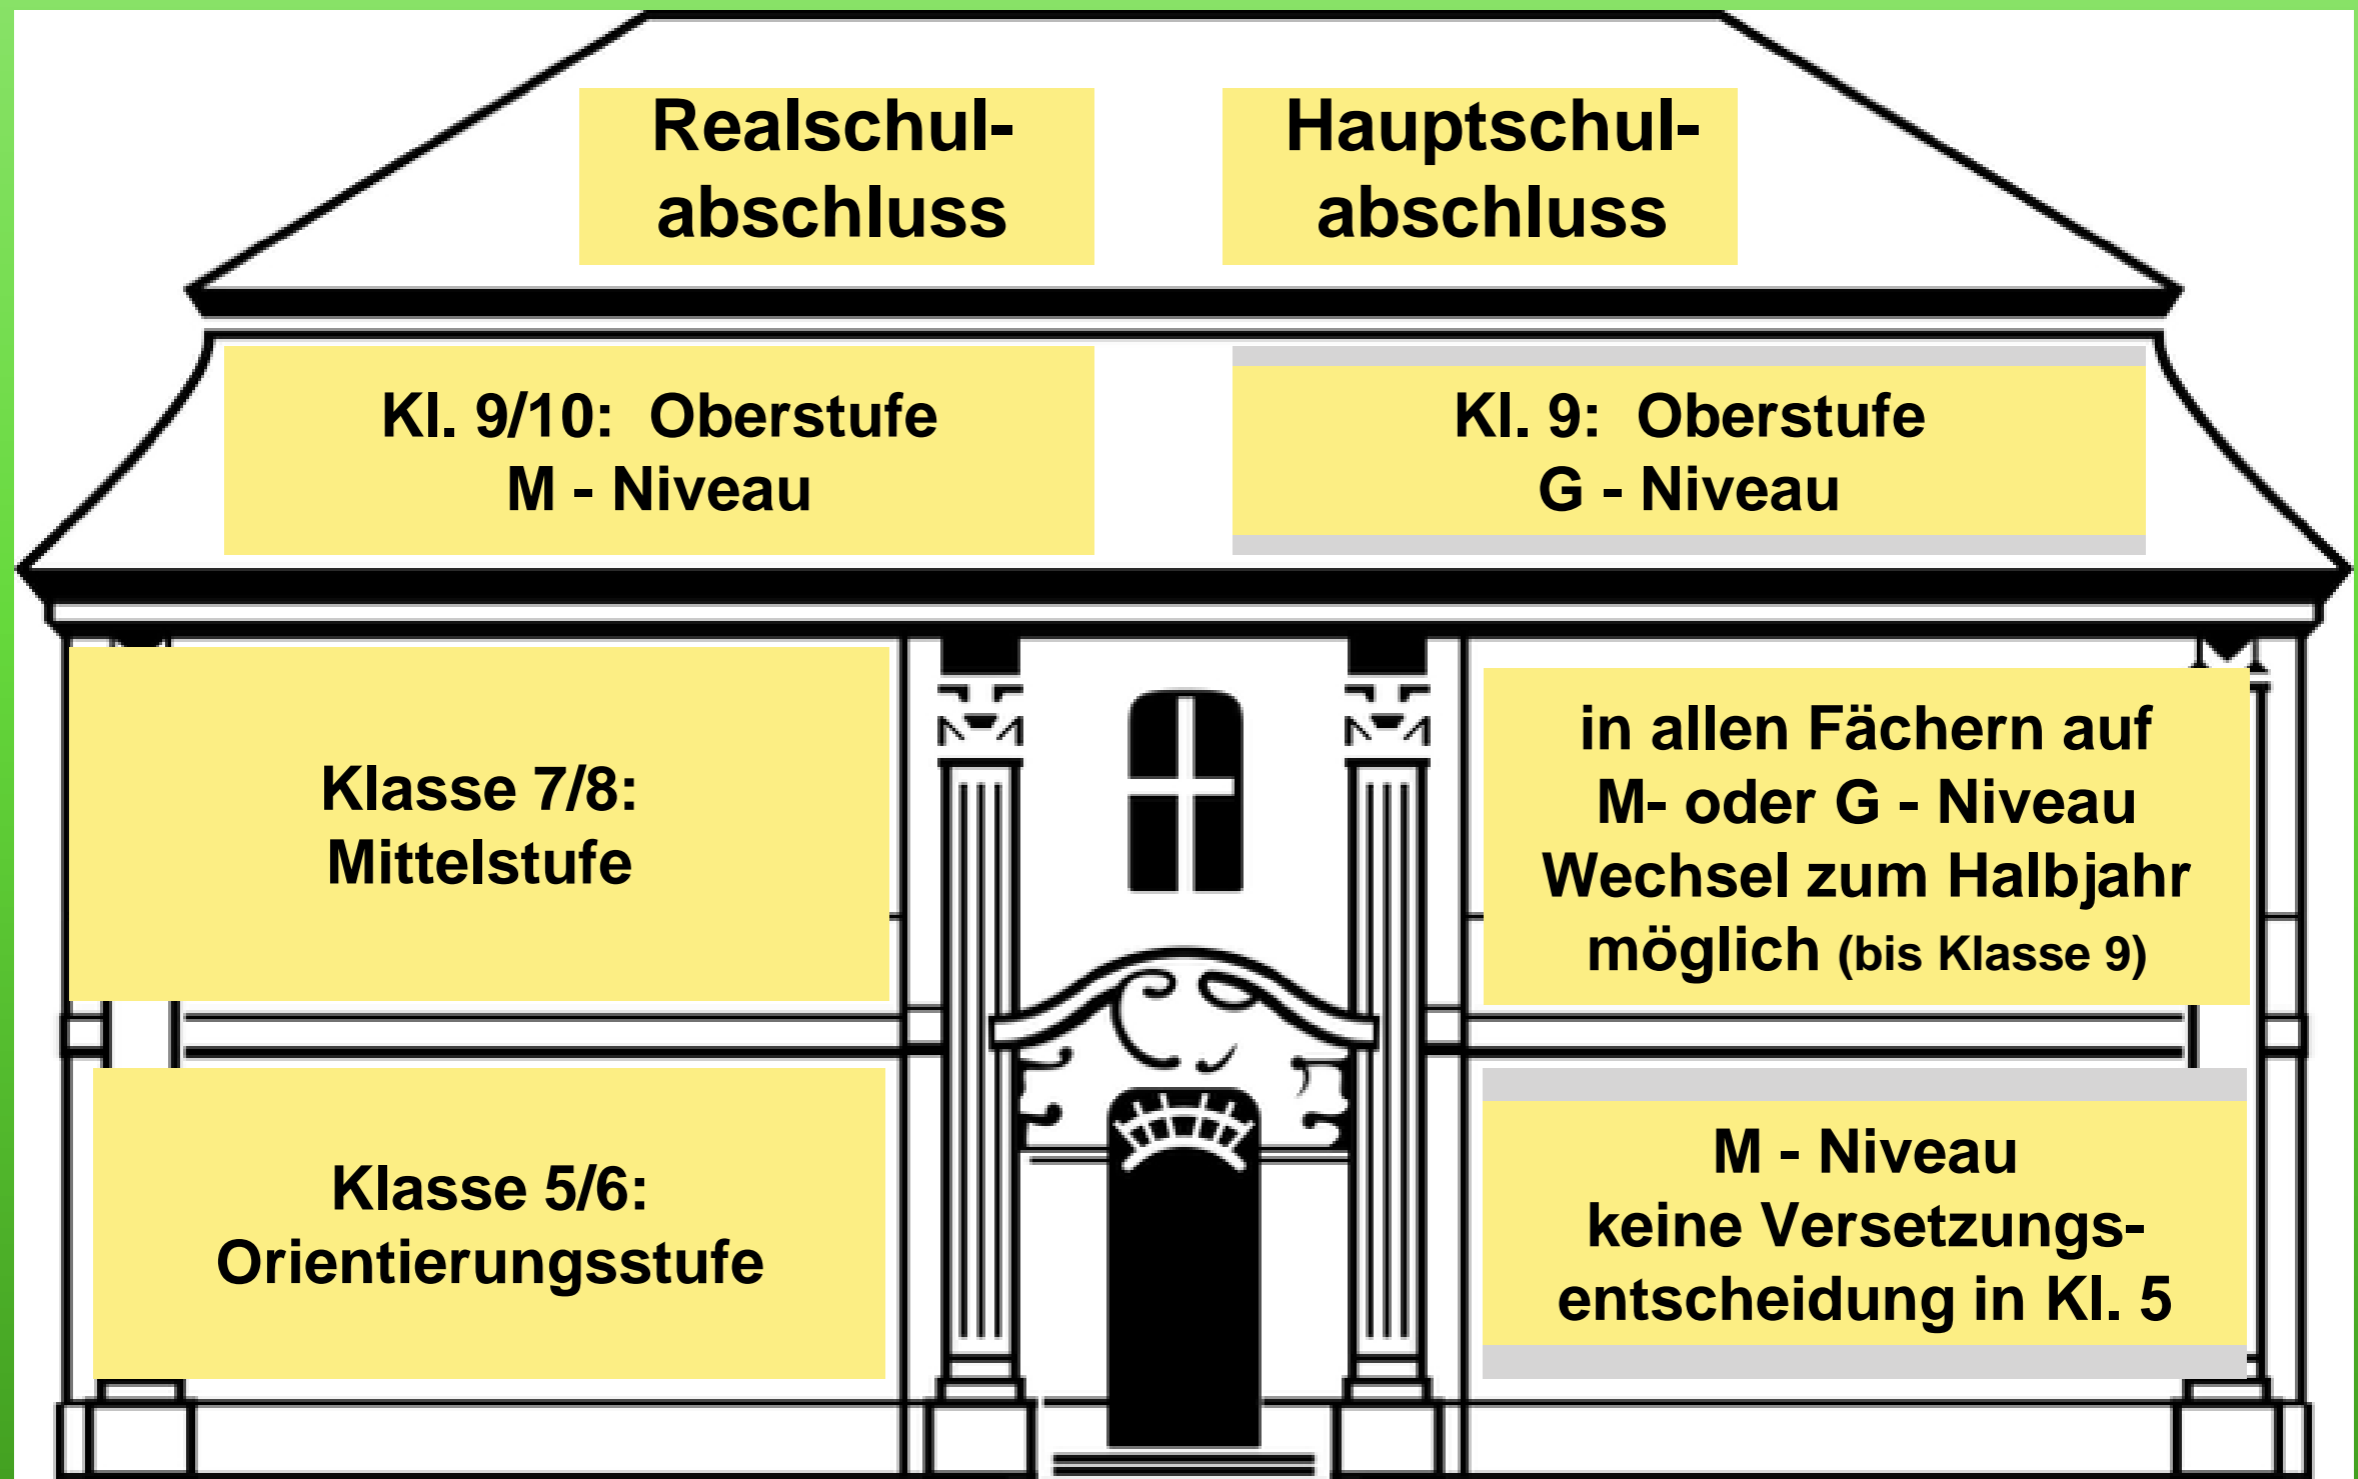 Realschul-
abschluss
Hauptschul-
abschluss
Kl. 9/10:  Oberstufe
M - Niveau
Kl. 9:  Oberstufe
G - Niveau
Klasse 7/8:
Mittelstufe
in allen Fächern auf
M- oder G - Niveau
Wechsel zum Halbjahr
möglich (bis Klasse 9)
Klasse 5/6:
Orientierungsstufe
M - Niveau
keine Versetzungs-
entscheidung in Kl. 5